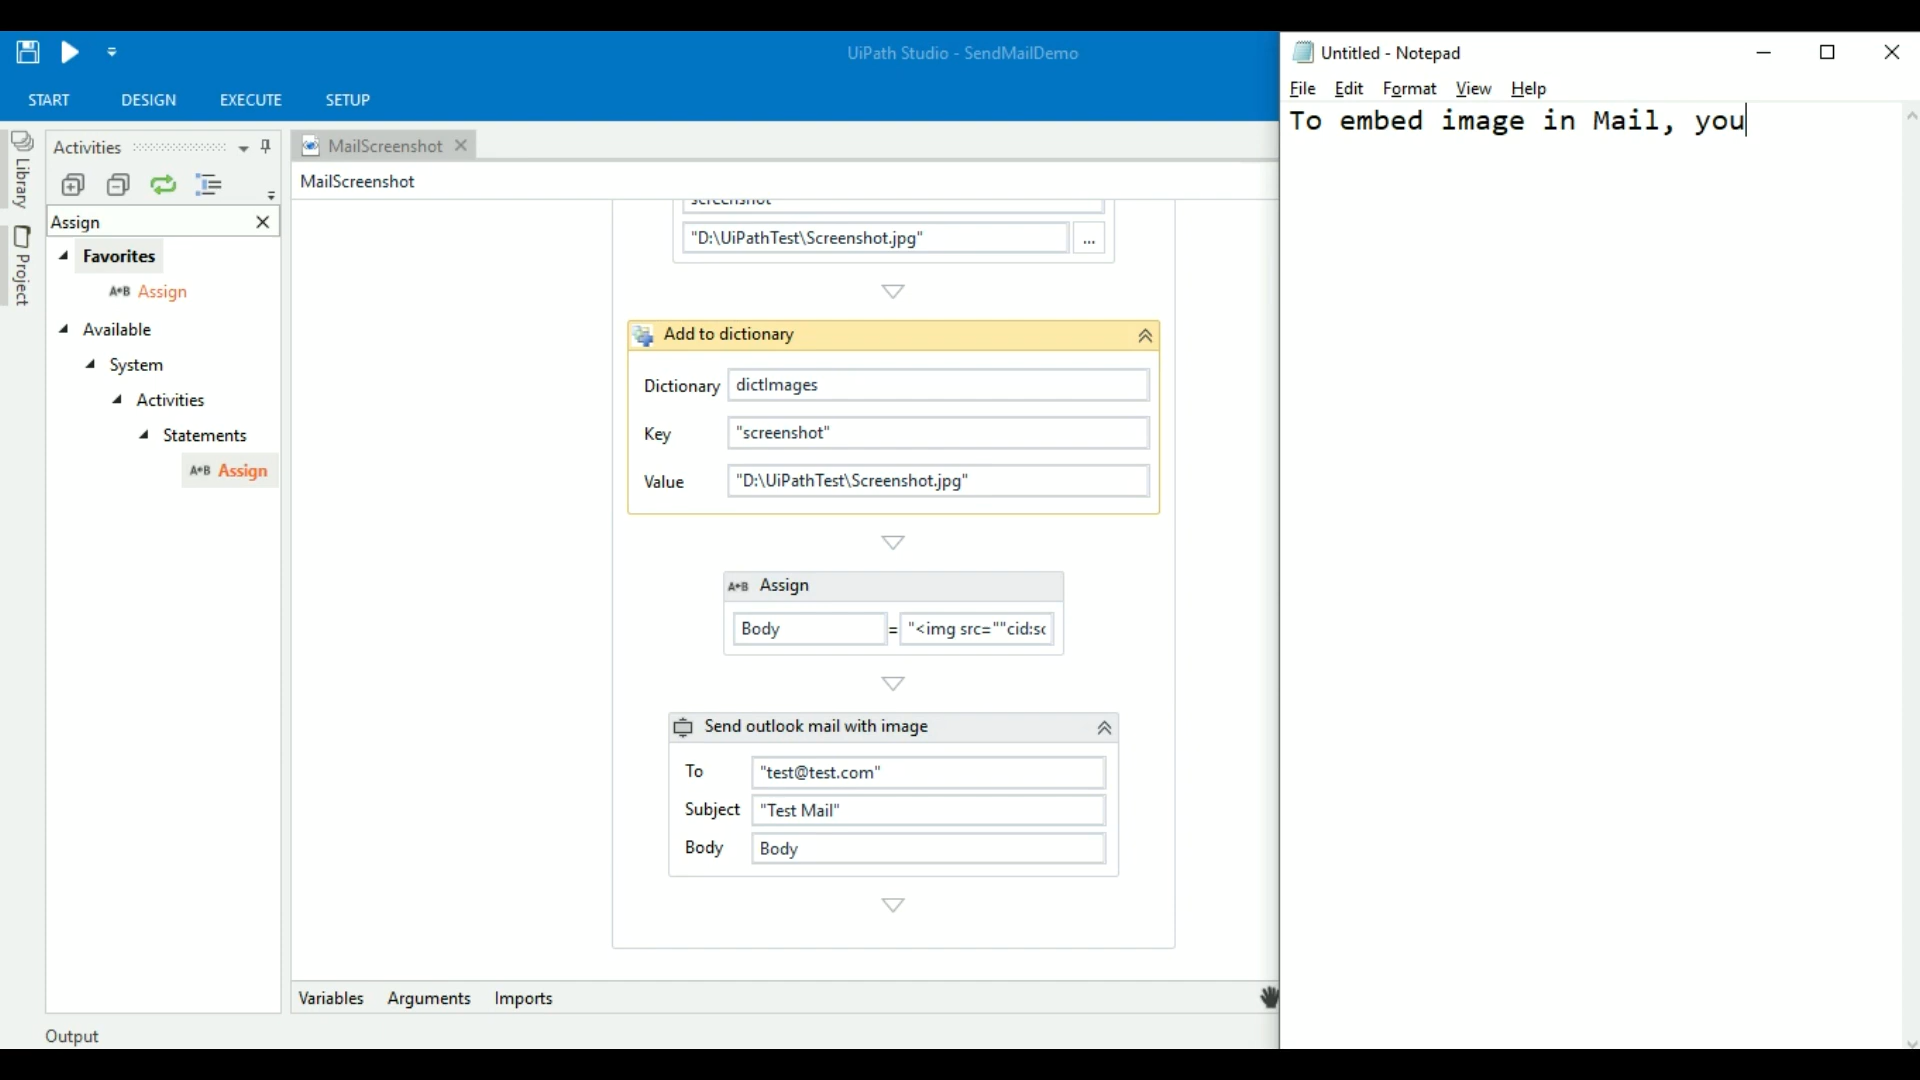 UiPath Studio - SendMailDemo
START DESIGN EXECUTE SETUP
Library
Project
Activities
Assign
Favorites
A+B Assign
Available
System
Activities
Statements
A+B Assign
MailScreenshot
MailScreenshot
screenshot
"D:\UiPathTest\Screenshot.jpg" ...
Add to dictionary
Dictionary dictImages
Key "screenshot"
Value "D:\UiPathTest\Screenshot.jpg"
A+B Assign
Body = "<img src=""cid:sc
Send outlook mail with image
To "test@test.com"
Subject "Test Mail"
Body Body
Variables Arguments Imports
Output
Untitled - Notepad
File Edit Format View Help
To embed image in Mail, you